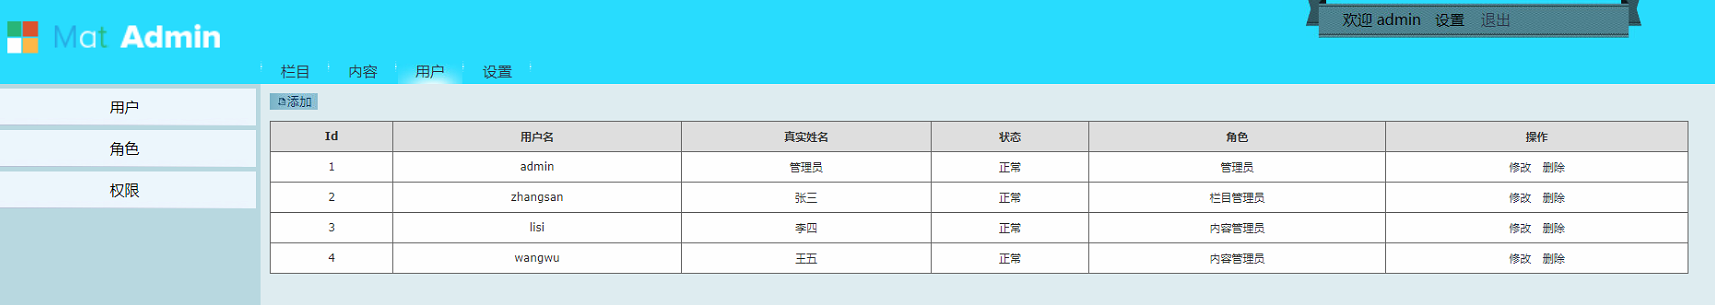 欢迎 admin 设置 退出
Mat Admin
栏目 内容 用户 设置
用户
角色
权限
添加
Id 用户名 真实姓名 状态 角色 操作
1 admin 管理员 正常 管理员 修改 删除
2 zhangsan 张三 正常 栏目管理员 修改 删除
3 lisi 李四 正常 内容管理员 修改 删除
4 wangwu 王五 正常 内容管理员 修改 删除